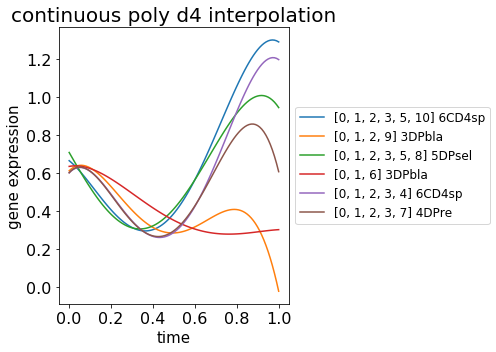 continuous poly d4 interpolation
gene expression
1.2
1.0
0.8
0.6
0.4
0.2
0.0
0.0 0.2 0.4 0.6 0.8 1.0
time
[0, 1, 2, 3, 5, 10] 6CD4sp
[0, 1, 2, 9] 3DPbla
[0, 1, 2, 3, 5, 8] 5DPsel
[0, 1, 6] 3DPbla
[0, 1, 2, 3, 4] 6CD4sp
[0, 1, 2, 3, 7] 4DPre